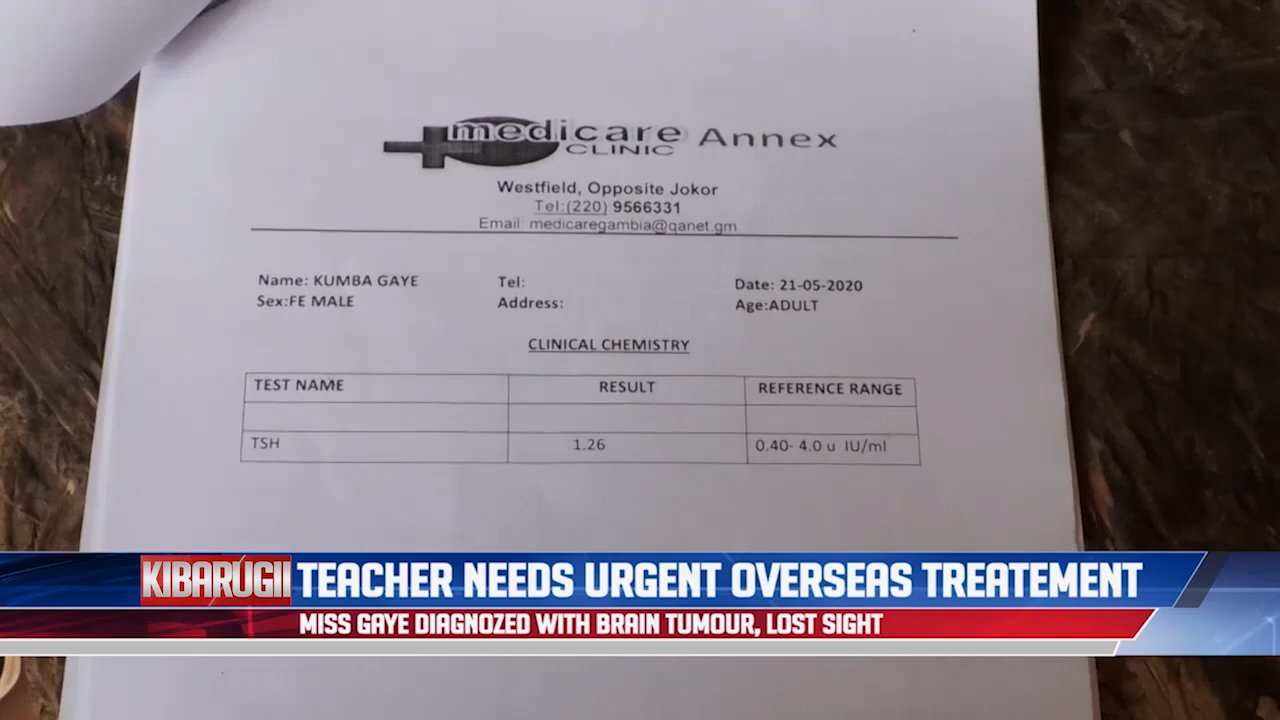 medicare Annex
CLINIC
Westfield, Opposite Jokor
Tel:(220) 9566331
Email: medicaregambia@qanet.gm
Name: KUMBA GAYE Tel: Date: 21-05-2020
Sex:FE MALE Address: Age:ADULT
CLINICAL CHEMISTRY
TEST NAME RESULT REFERENCE RANGE
TSH 1.26 0.40- 4.0 u IU/ml
KIBARUGII TEACHER NEEDS URGENT OVERSEAS TREATEMENT
MISS GAYE DIAGNOZED WITH BRAIN TUMOUR, LOST SIGHT